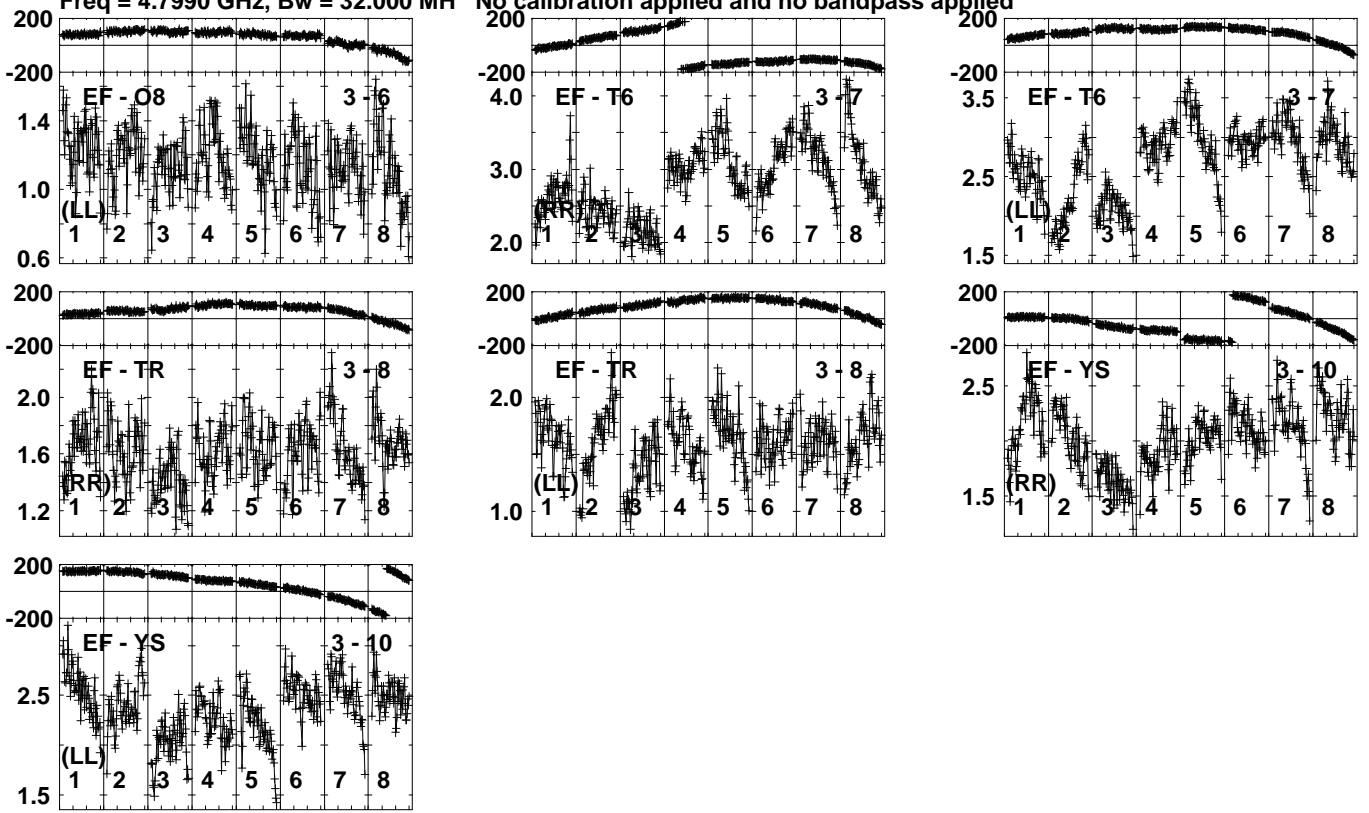 Freq = 4.7990 GHz, Bw = 32.000 MH No calibration applied and no bandpass applied
200
-200
EF - O8 3 - 6
1.4
1.0
0.6
(LL)
1 2 3 4 5 6 7 8
200
-200
EF - T6 3 - 7
4.0
3.0
2.0
(RR)
1 2 3 4 5 6 7 8
200
-200
EF - T6 3 - 7
3.5
2.5
1.5
(LL)
1 2 3 4 5 6 7 8
200
-200
EF - TR 3 - 8
2.0
1.6
1.2
(RR)
1 2 3 4 5 6 7 8
200
-200
EF - TR 3 - 8
2.0
1.0
(LL)
1 2 3 4 5 6 7 8
200
-200
EF - YS 3 - 10
2.5
1.5
(RR)
1 2 3 4 5 6 7 8
200
-200
EF - YS 3 - 10
2.5
1.5
(LL)
1 2 3 4 5 6 7 8